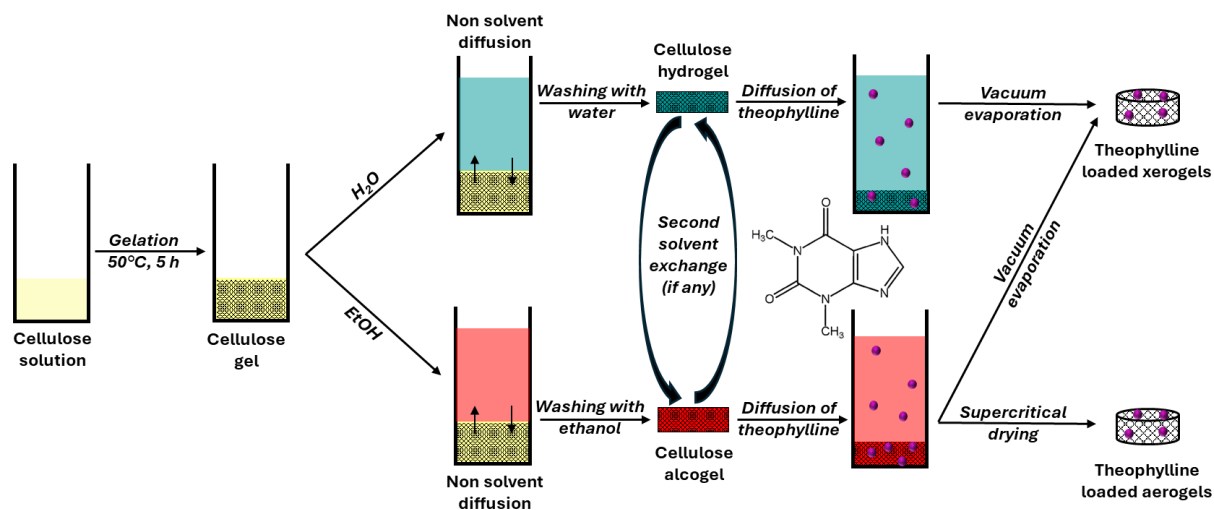 Cellulose
solution
Gelation
50°C, 5 h
Cellulose
gel
H₂O
EtOH
Non solvent
diffusion
Washing with
water
Cellulose
hydrogel
Diffusion of
theophylline
Vacuum
evaporation
Theophylline
loaded xerogels
Second
solvent
exchange
(if any)
O
H₃C
N
H
N
O
N
N
CH₃
Vacuum
evaporation
Non solvent
diffusion
Washing with
ethanol
Cellulose
alcogel
Diffusion of
theophylline
Supercritical
drying
Theophylline
loaded aerogels